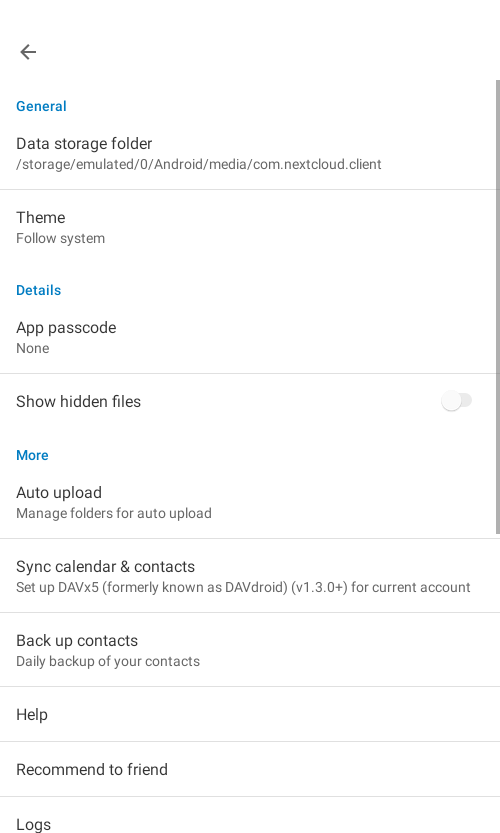 General
Data storage folder
/storage/emulated/0/Android/media/com.nextcloud.client
Theme
Follow system
Details
App passcode
None
Show hidden files
More
Auto upload
Manage folders for auto upload
Sync calendar & contacts
Set up DAVx5 (formerly known as DAVdroid) (v1.3.0+) for current account
Back up contacts
Daily backup of your contacts
Help
Recommend to friend
Logs